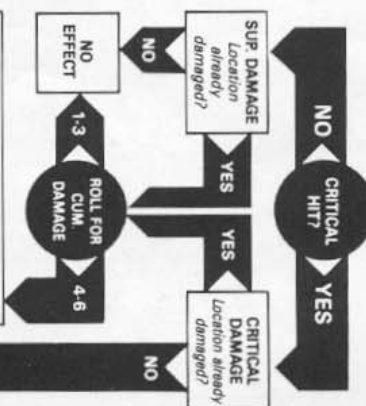 CRITICAL
HIT?
NO
YES
SUP. DAMAGE
Location
already
damaged?
CRITICAL
DAMAGE
Location already
damaged?
NO
YES
YES
NO
NO
EFFECT
ROLL FOR
CUM.
DAMAGE
1-3
4-6